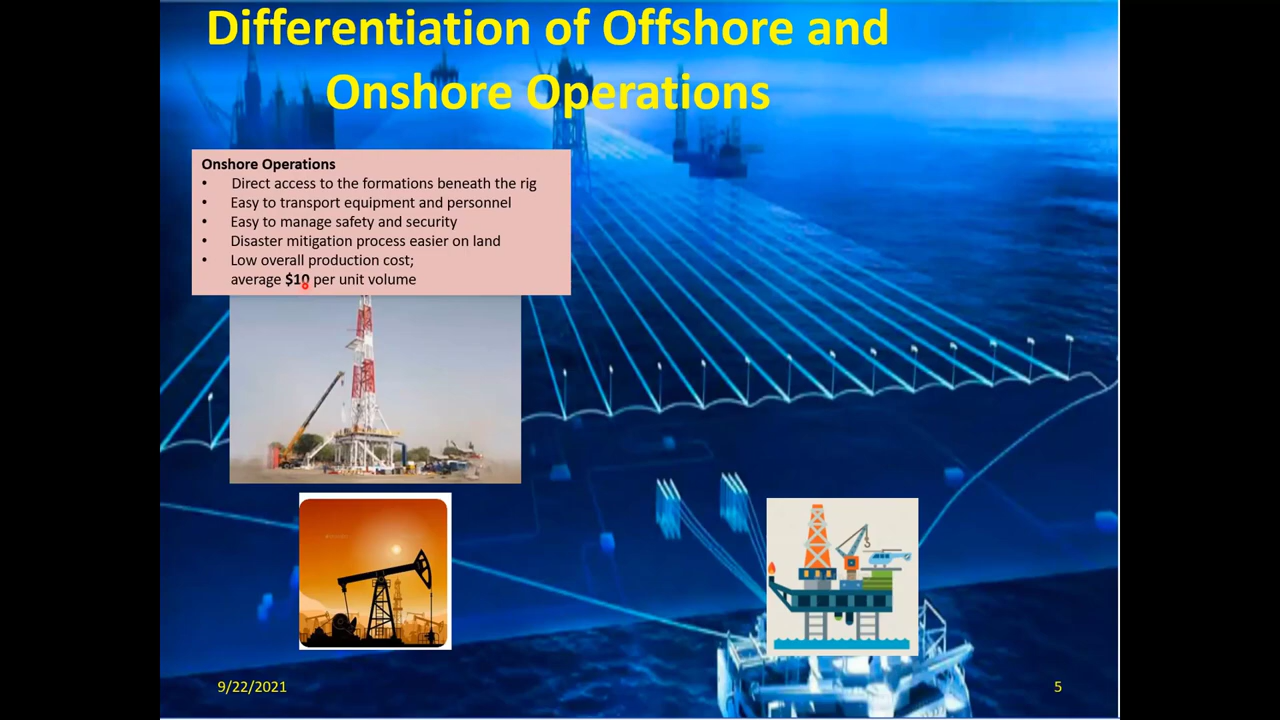 Differentiation of Offshore and
Onshore Operations
Onshore Operations
• Direct access to the formations beneath the rig
• Easy to transport equipment and personnel
• Easy to manage safety and security
• Disaster mitigation process easier on land
• Low overall production cost;
average $10 per unit volume
9/22/2021
5